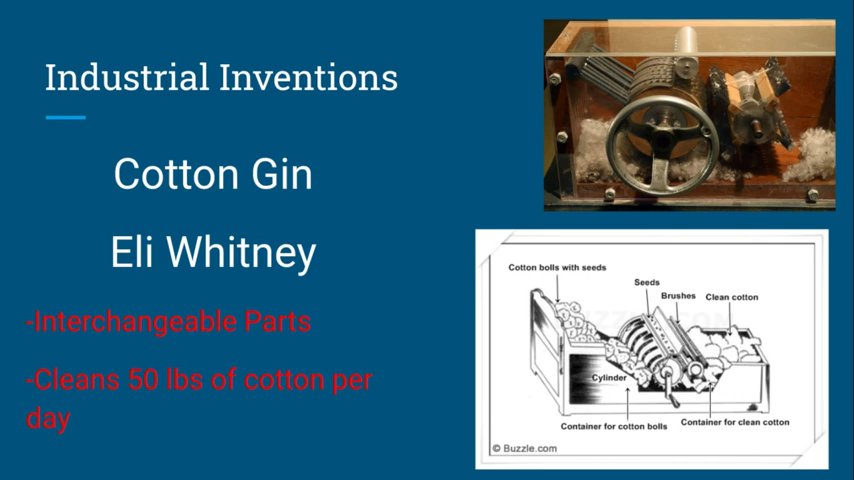 Industrial Inventions
Cotton Gin
Eli Whitney
-Interchangeable Parts
-Cleans 50 lbs of cotton per
day
Cotton bolls with seeds
Seeds
Brushes
Clean cotton
Cylinder
Container for cotton bolls
Container for clean cotton
© Buzzle.com